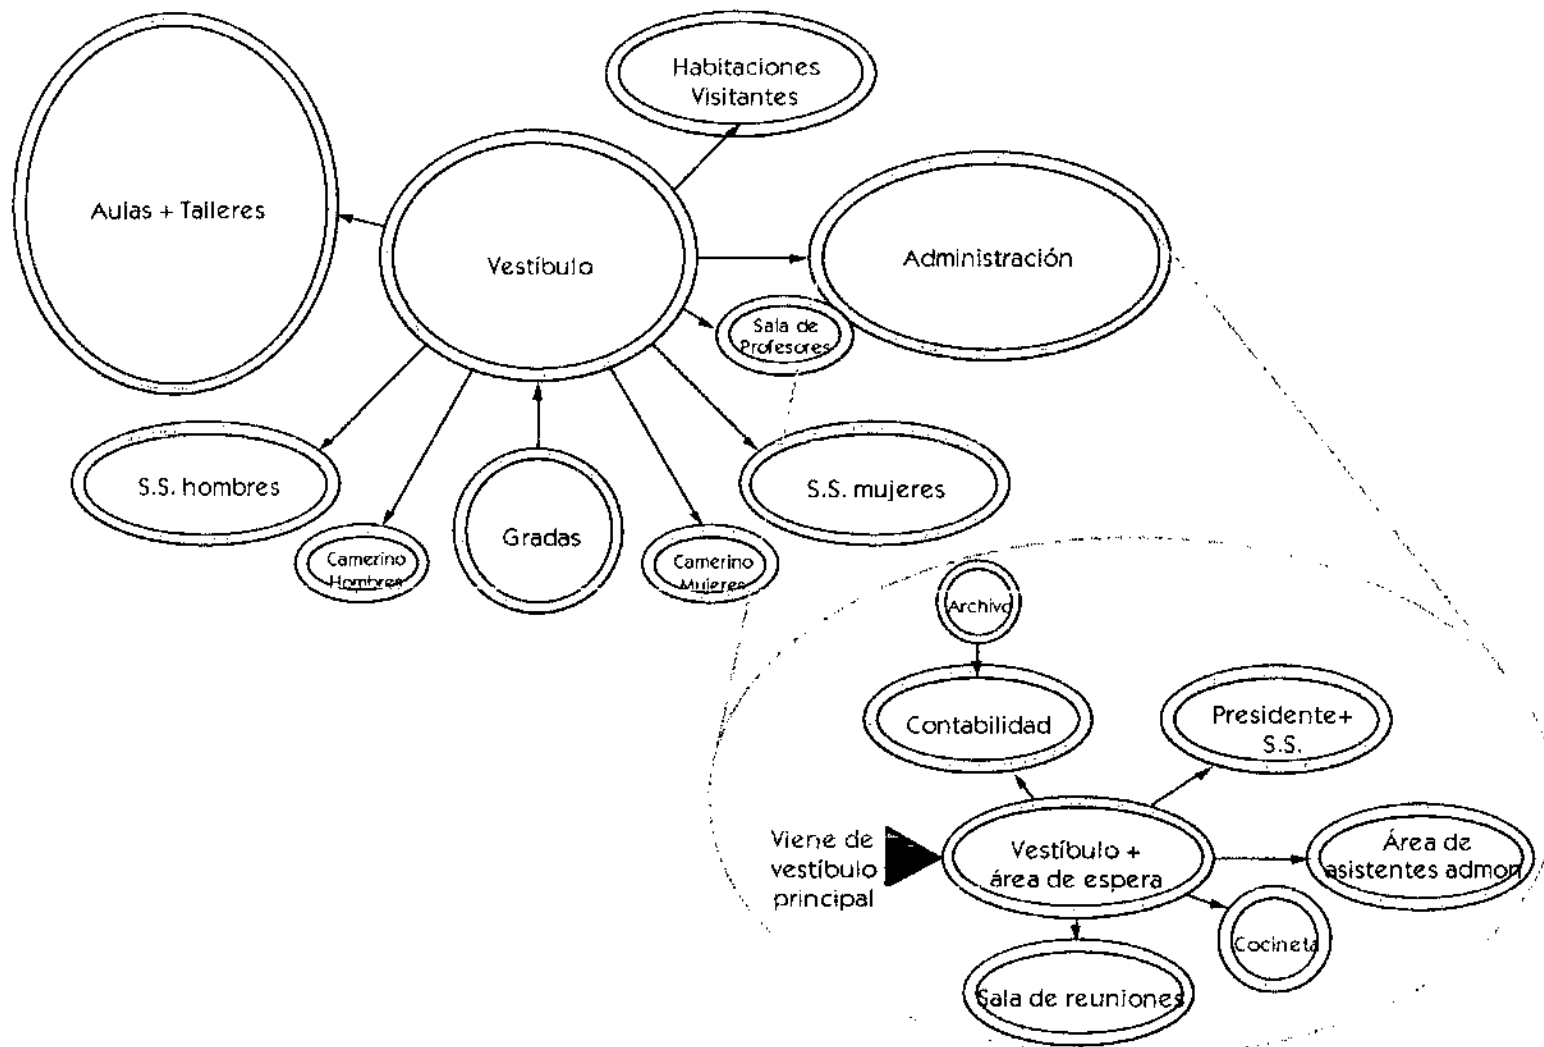 Habitaciones
Visitantes
Aulas + Talleres
Vestíbulo
Administración
Sala de
Profesores
S.S. hombres
S.S. mujeres
Gradas
Camerino
Hombres
Camerino
Mujeres
Archivo
Contabilidad
Presidente+
S.S.
Viene de
vestíbulo
principal
Vestíbulo +
área de espera
Área de
asistentes admon
Cocineta
Sala de reuniones